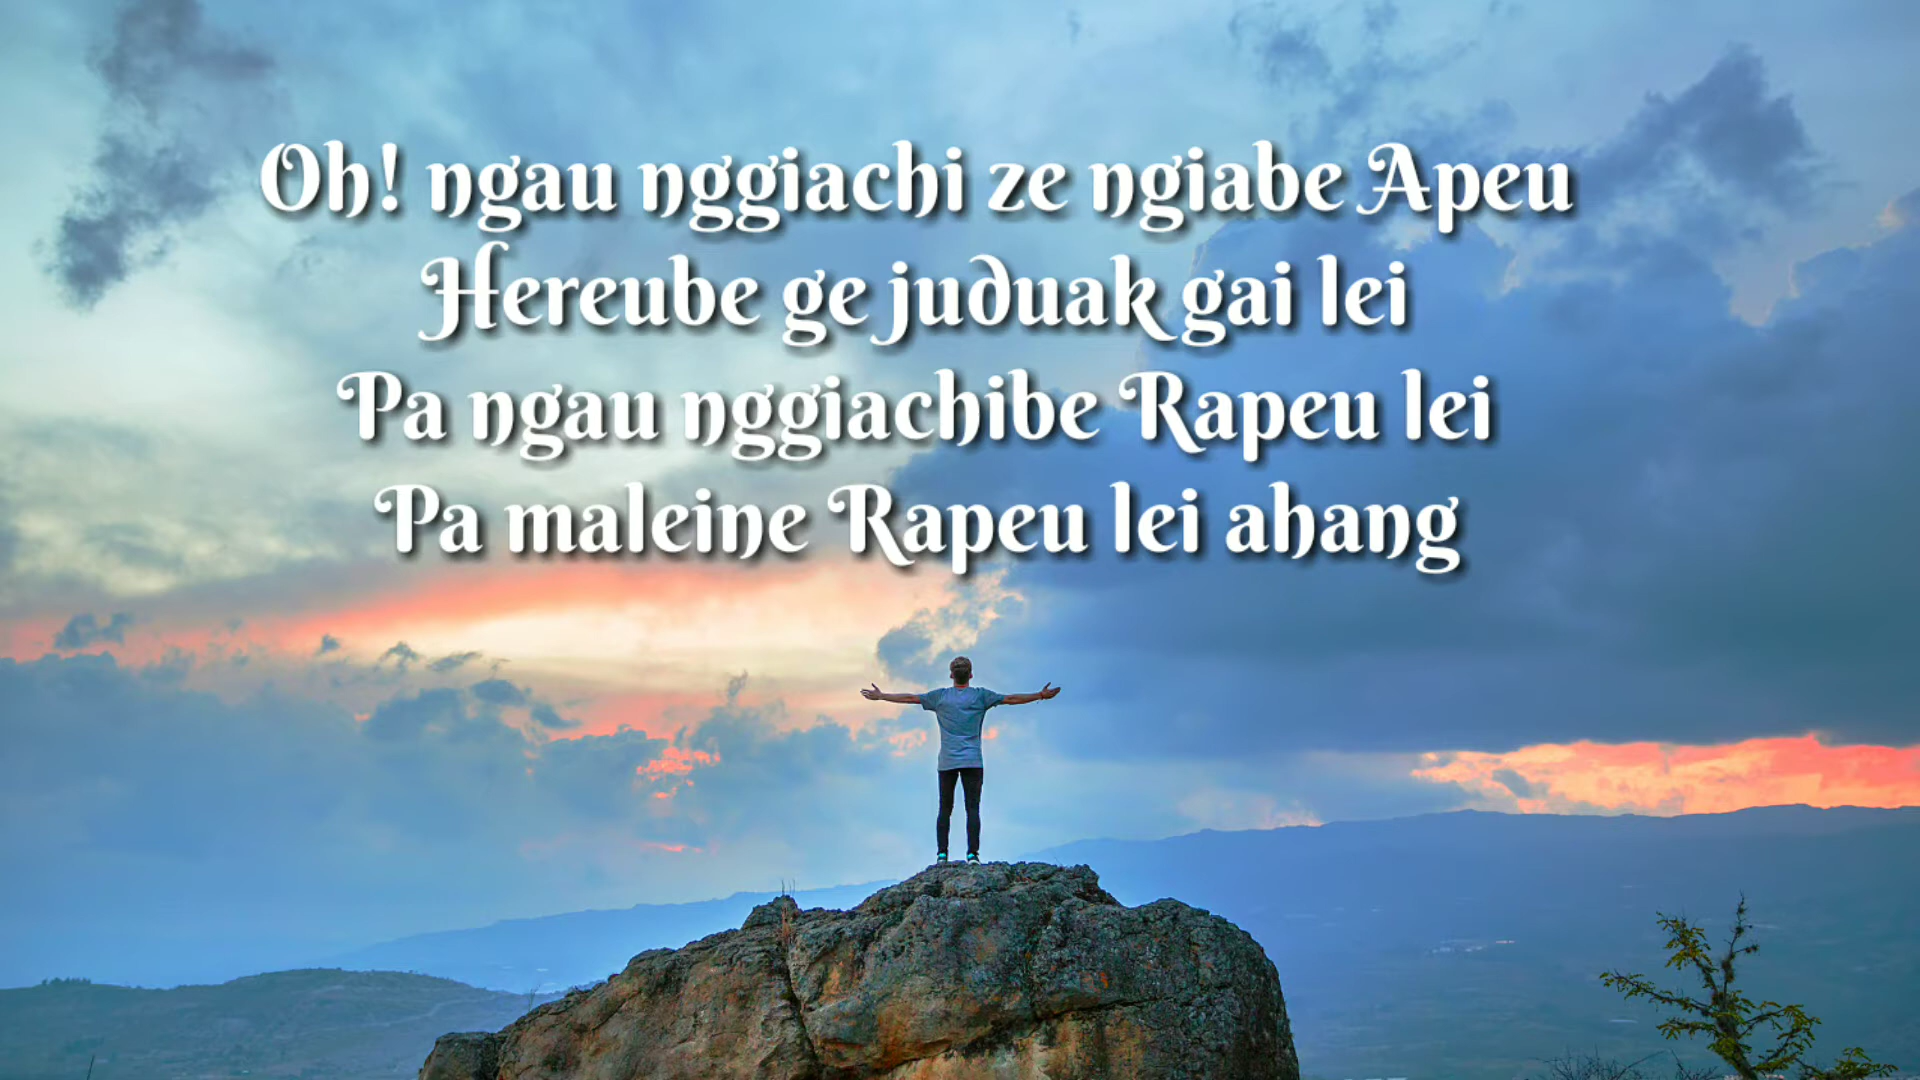 Oh! ngau nggiachi ze ngiabe Apeu
Hereube ge juduak gai lei
Pa ngau nggiachibe Rapeu lei
Pa maleine Rapeu lei ahang